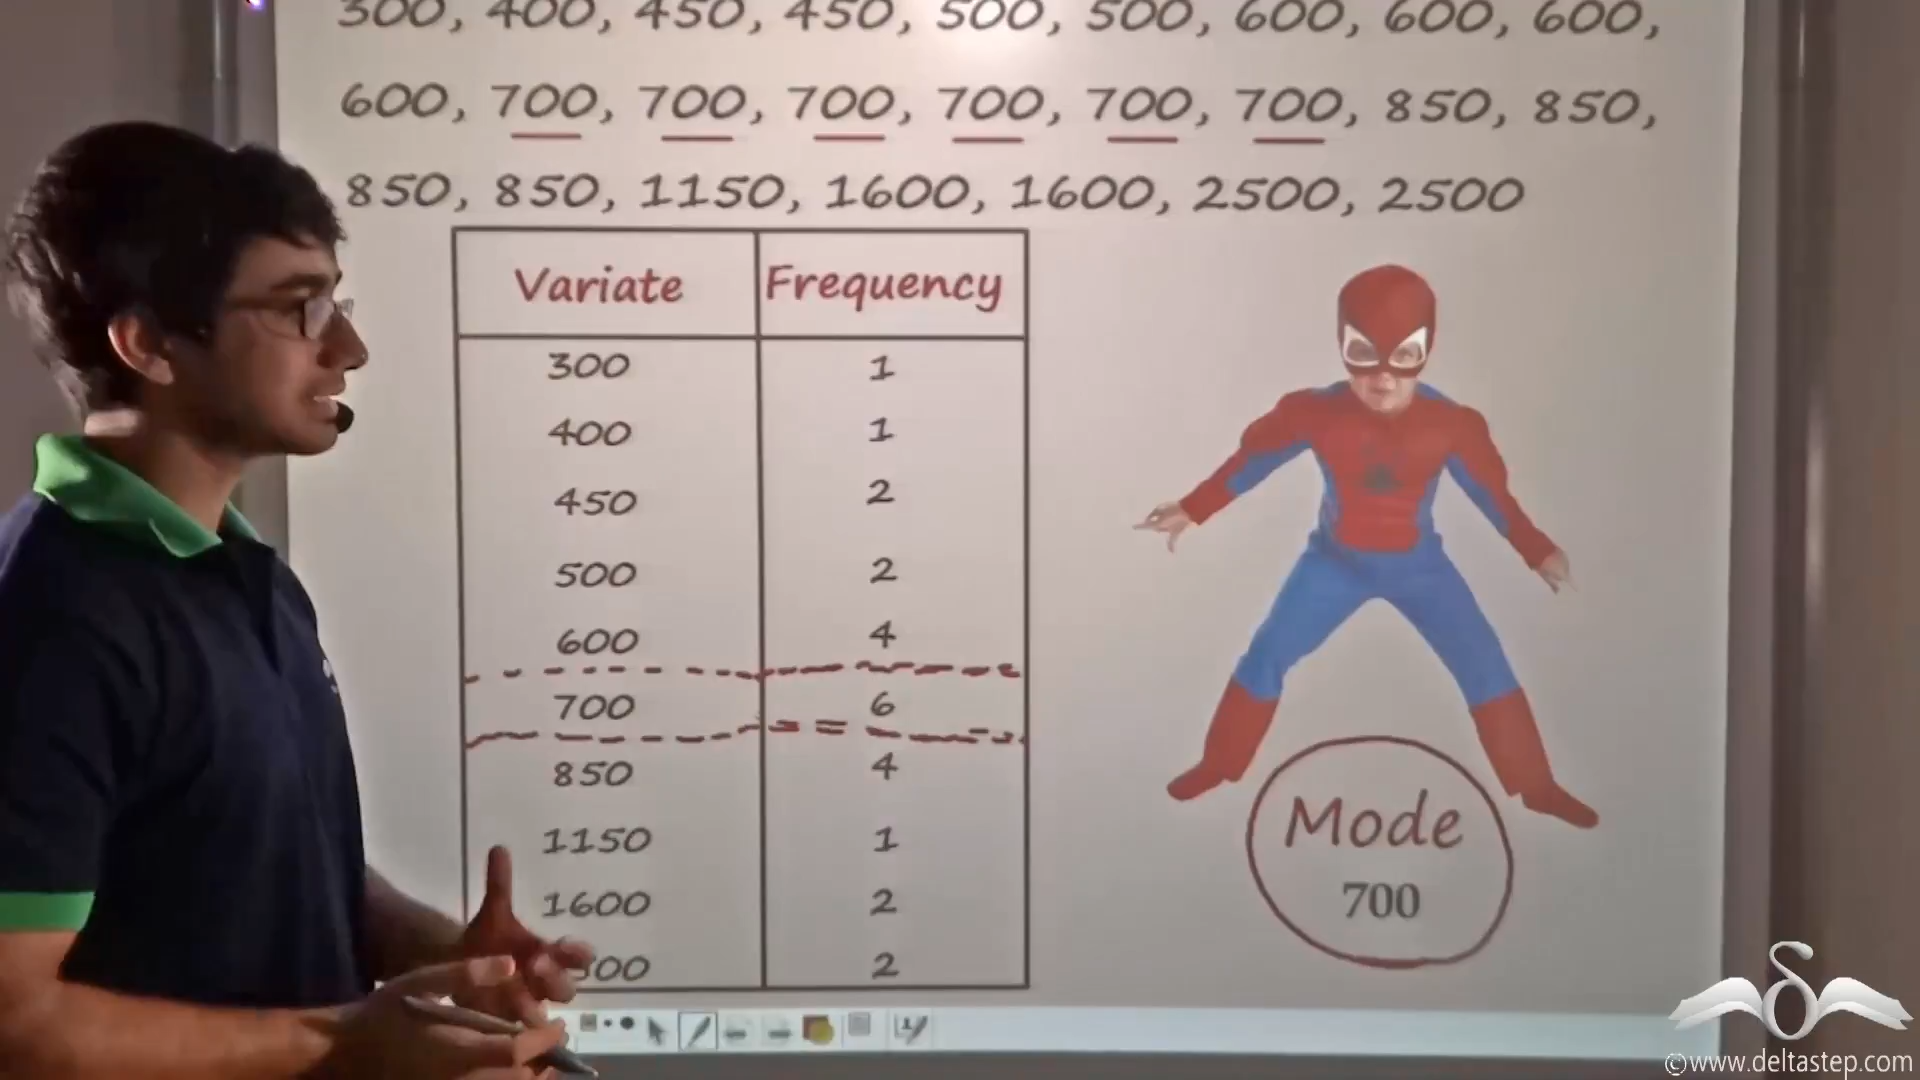 300, 400, 450, 450, 500, 500, 600, 600, 600,
600, 700, 700, 700, 700, 700, 700, 850, 850,
850, 850, 1150, 1600, 1600, 2500, 2500
Variate Frequency
300 1
400 1
450 2
500 2
600 4
700 6
850 4
1150 1
1600 2
500 2
Mode
700
©www.deltastep.com